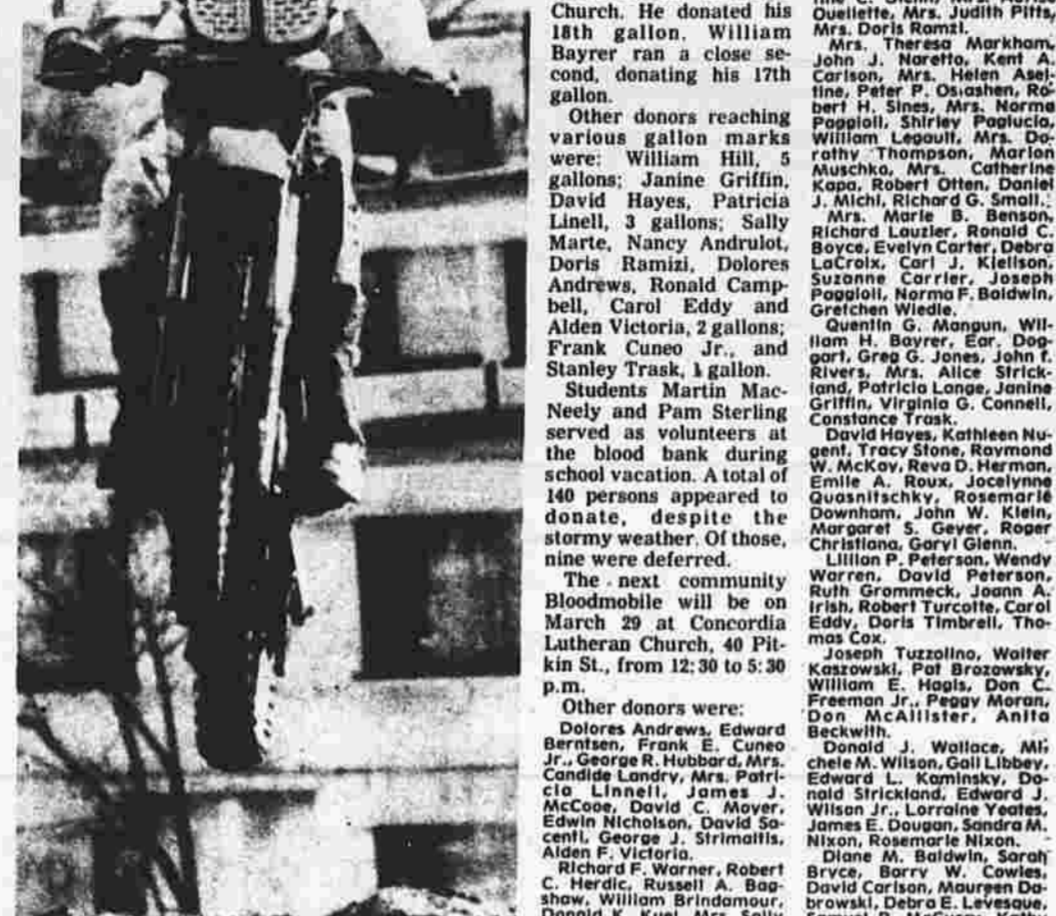 Church. He donated his
18th gallon. William
Bayrer ran a close se-
cond, donating his 17th
gallon.
Other donors reaching
various gallon marks
were: William Hill, 5
gallons; Janine Griffin,
David Hayes, Patricia
Linell, 3 gallons; Sally
Marte, Nancy Andrulot,
Doris Ramizi, Dolores
Andrews, Ronald Camp-
bell, Carol Eddy and
Alden Victoria, 2 gallons;
Frank Cuneo Jr., and
Stanley Trask, 1 gallon.
Students Martin Mac-
Neely and Pam Sterling
served as volunteers at
the blood bank during
school vacation. A total of
140 persons appeared to
donate, despite the
stormy weather. Of those,
nine were deferred.
The next community
Bloodmobile will be on
March 29 at Concordia
Lutheran Church, 40 Pit-
kin St., from 12:30 to 5:30
p.m.
Other donors were:
Dolores Andrews, Edward
Berntsen, Frank E. Cuneo
Jr., George R. Hubbard, Mrs.
Candide Landry, Mrs. Patri-
cia Linnell, James J.
McCooe, David C. Moyer,
Edwin Nicholson, David Sa-
centi, George J. Strimaitis,
Alden F. Victoria.
Richard F. Warner, Robert
C. Herdic, Russell A. Bag-
shaw, William Brindamour,
Donald K. Kuel, Mrs. Sally
Ouellette, Mrs. Judith Pitts,
Mrs. Doris Ramzi.
Mrs. Theresa Markham,
John J. Naretto, Kent A.
Carlson, Mrs. Helen Asel-
tine, Peter P. Osiashen, Ro-
bert H. Sines, Mrs. Norme
Poggioli, Shirley Paglucia,
William Legault, Mrs. Do-
rothy Thompson, Marion
Muschko, Mrs. Catherine
Kapa, Robert Otten, Daniel
J. Michl, Richard G. Small.
Mrs. Marie B. Benson,
Richard Lauzier, Ronald C.
Boyce, Evelyn Carter, Debra
LaCroix, Carl J. Kjellson,
Suzanne Carrier, Joseph
Poggioli, Norma F. Baldwin,
Gretchen Wiedle.
Quentin G. Mangun, Wil-
liam H. Bayrer, Ear. Dog-
gart, Greg G. Jones, John f.
Rivers, Mrs. Alice Strick-
land, Patricia Lange, Janine
Griffin, Virginia G. Connell,
Constance Trask.
David Hayes, Kathleen Nu-
gent, Tracy Stone, Raymond
W. McKay, Reva D. Herman,
Emile A. Roux, Jocelynne
Quasnitschky, Rosemarie
Downham, John W. Klein,
Margaret S. Geyer, Roger
Christiana, Garyl Glenn.
Lillian P. Peterson, Wendy
Warren, David Peterson,
Ruth Grommeck, Joann A.
Irish, Robert Turcotte, Carol
Eddy, Doris Timbrell, Tho-
mas Cox.
Joseph Tuzzolino, Walter
Kaszowski, Pat Brozowsky,
William E. Hagis, Don C.
Freeman Jr., Peggy Moran,
Don McAllister, Anita
Beckwith.
Donald J. Wallace, Mi-
chele M. Wilson, Gail Libbey,
Edward L. Kaminsky, Do-
nald Strickland, Edward J.
Wilson Jr., Lorraine Yeates,
James E. Dougan, Sandra M.
Nixon, Rosemarie Nixon.
Diane M. Baldwin, Sarah
Bryce, Barry W. Cowles,
David Carlson, Maureen Da-
browski, Debra E. Levesque,